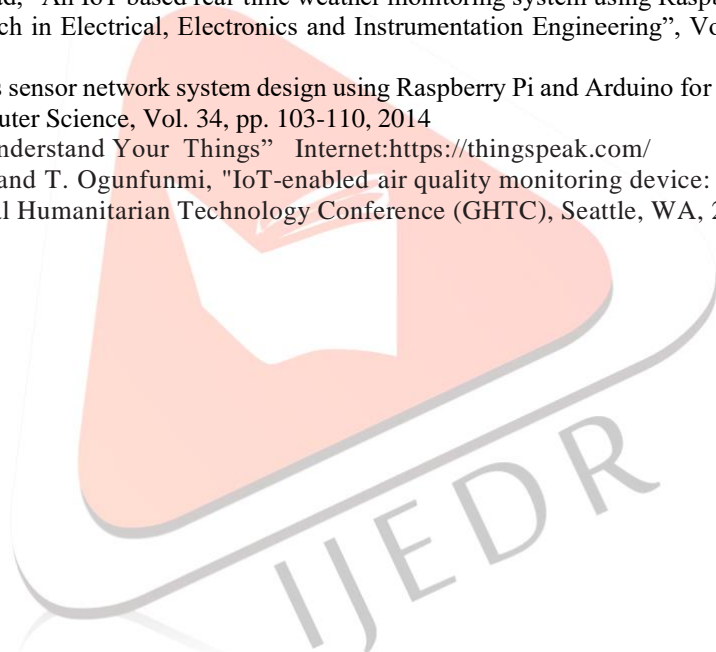 An IoT based real-time weather monitoring system using
ch in Electrical, Electronics and Instrumentation Engineering”, Vo
s sensor network system design using Raspberry Pi and Arduino for
uter Science, Vol. 34, pp. 103-110, 2014
nderstand Your Things” Internet:https://thingspeak.com/
and T. Ogunfunmi, "IoT-enabled air quality monitoring device:
al Humanitarian Technology Conference (GHTC), Seattle, WA, 2
IJEDR